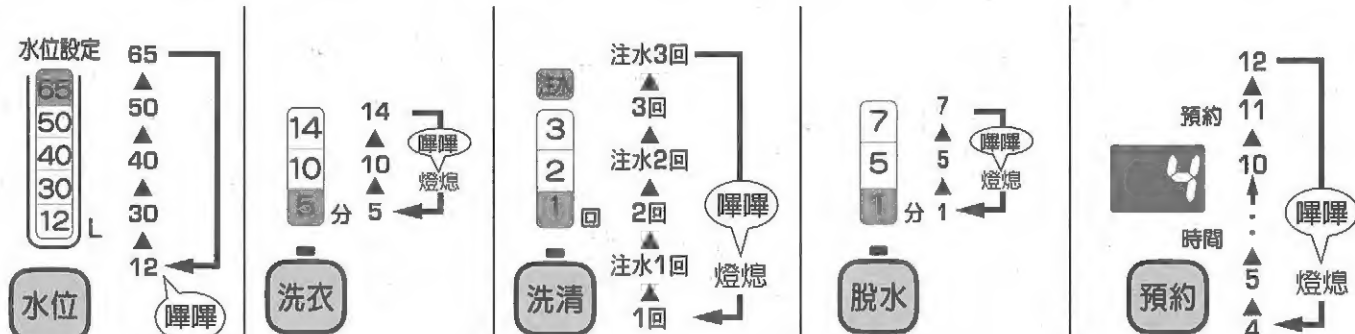 水位設定
65
50
40
30
12 L
65
▲
50
▲
40
▲
30
▲
12
嗶嗶
水位
14
10
5 分
14
▲
10
▲
5
嗶嗶
燈熄
洗衣
注水
3
2
1 回
注水3回
▲
3回
▲
注水2回
▲
2回
▲
注水1回
▲
1回
嗶嗶
燈熄
洗清
7
5
1 分
7
▲
5
▲
1
嗶嗶
燈熄
脫水
預約
4
時間
12
▲
11
▲
10
5
▲
4
嗶嗶
燈熄
預約